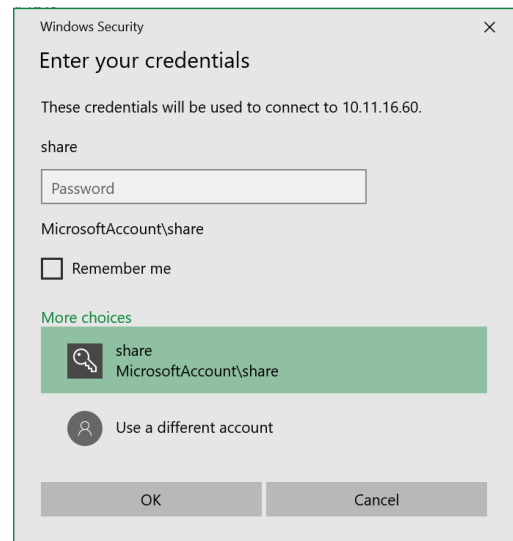 Windows Security
Enter your credentials
These credentials will be used to connect to 10.11.16.60.
share
Password
MicrosoftAccount\share
Remember me
More choices
share
MicrosoftAccount\share
Use a different account
OK
Cancel